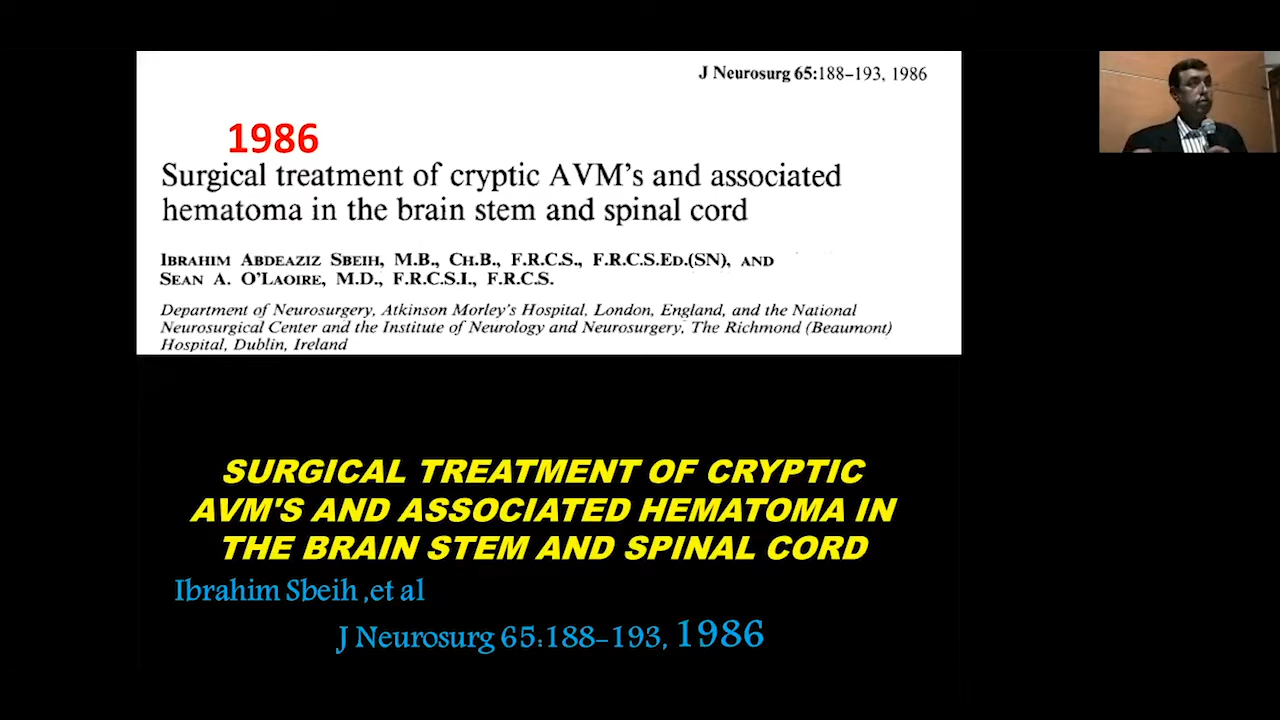 J Neurosurg 65:188–193, 1986
1986
Surgical treatment of cryptic AVM's and associated
hematoma in the brain stem and spinal cord
IBRAHIM ABDEAZIZ SBEIH, M.B., CH.B., F.R.C.S., F.R.C.S.ED.(SN), AND
SEAN A. O'LAOIRE, M.D., F.R.C.S.I., F.R.C.S.
Department of Neurosurgery, Atkinson Morley's Hospital, London, England, and the National
Neurosurgical Center and the Institute of Neurology and Neurosurgery, The Richmond (Beaumont)
Hospital, Dublin, Ireland
SURGICAL TREATMENT OF CRYPTIC
AVM'S AND ASSOCIATED HEMATOMA IN
THE BRAIN STEM AND SPINAL CORD
Ibrahim Sbeih ,et al
J Neurosurg 65:188–193, 1986